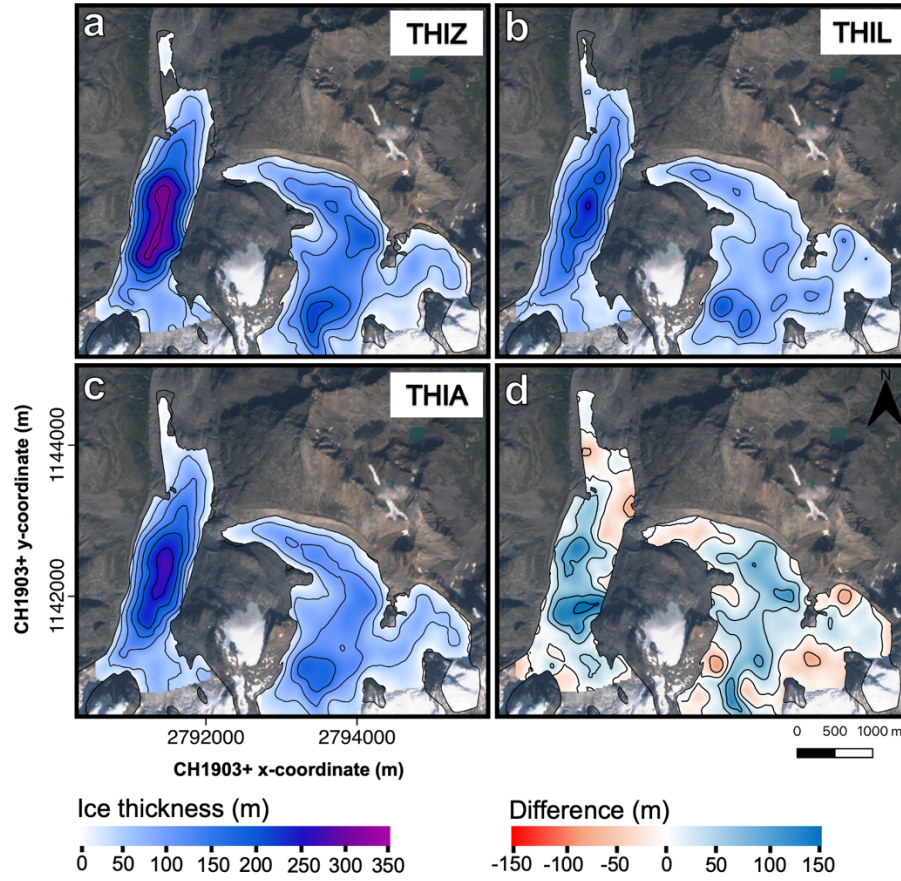 a
THIZ
b
THIL
c
THIA
d
N
CH1903+ y-coordinate (m)
1144000
1142000
2792000
2794000
CH1903+ x-coordinate (m)
0 500 1000 m
Ice thickness (m)
0 50 100 150 200 250 300 350
Difference (m)
-150 -100 -50 0 50 100 150